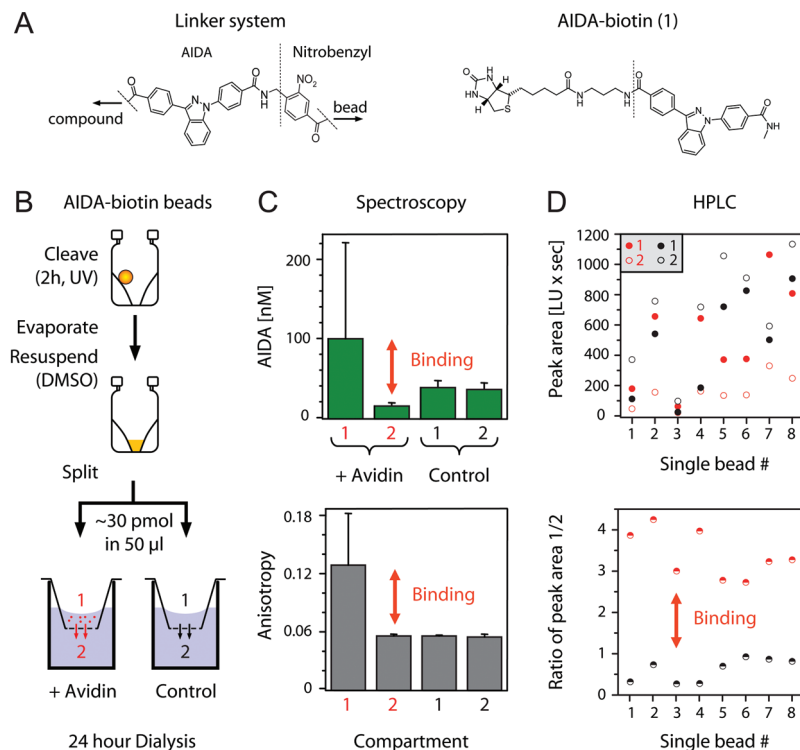 A
Linker system
AIDA-biotin (1)
AIDA
Nitrobenzyl
O
O
N
H
NO₂
N
N
compound
bead
O
O
HN
NH
S
O
N
H
N
H
O
N
N
O
N
H
B
AIDA-biotin beads
Cleave
(2h, UV)
Evaporate
Resuspend
(DMSO)
Split
~30 pmol
in 50 µl
1
2
1
2
+ Avidin
Control
24 hour Dialysis
C
Spectroscopy
AIDA [nM]
200
100
0
Binding
1
2
1
2
+ Avidin
Control
Anisotropy
0.18
0.12
0.06
0
Binding
1
2
1
2
Compartment
D
HPLC
Peak area [LU x sec]
1200
1000
800
600
400
200
0
1
1
2
2
1 2 3 4 5 6 7 8
Single bead #
Ratio of peak area 1/2
4
3
2
1
0
Binding
1 2 3 4 5 6 7 8
Single bead #